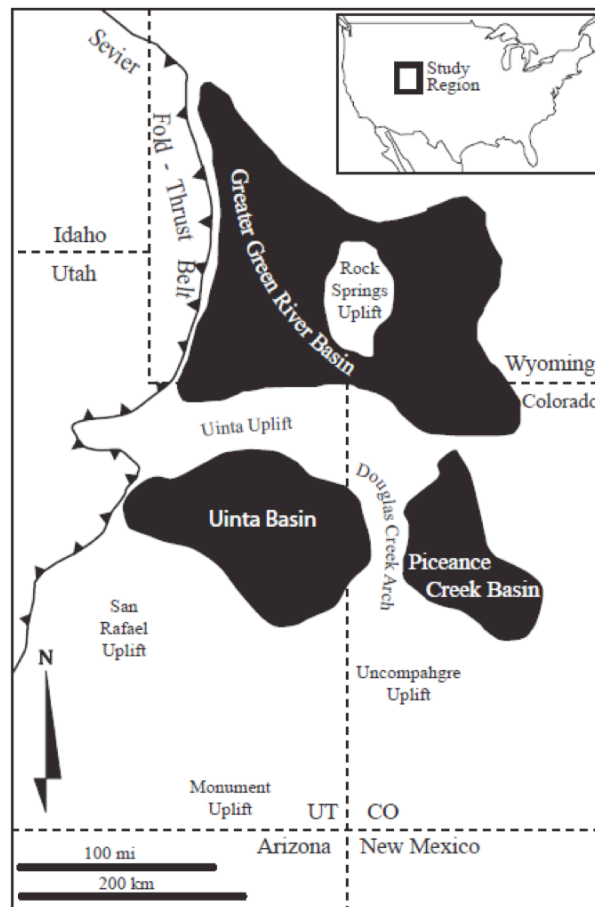 Sevier
Fold - Thrust Belt
Study
Region
Greater Green River Basin
Idaho
Utah
Rock
Springs
Uplift
Wyoming
Colorado
Uinta Uplift
Douglas Creek Arch
Uinta Basin
Piceance
Creek Basin
San
Rafael
Uplift
N
Uncompahgre
Uplift
Monument
Uplift
UT
CO
Arizona
New Mexico
100 mi
200 km